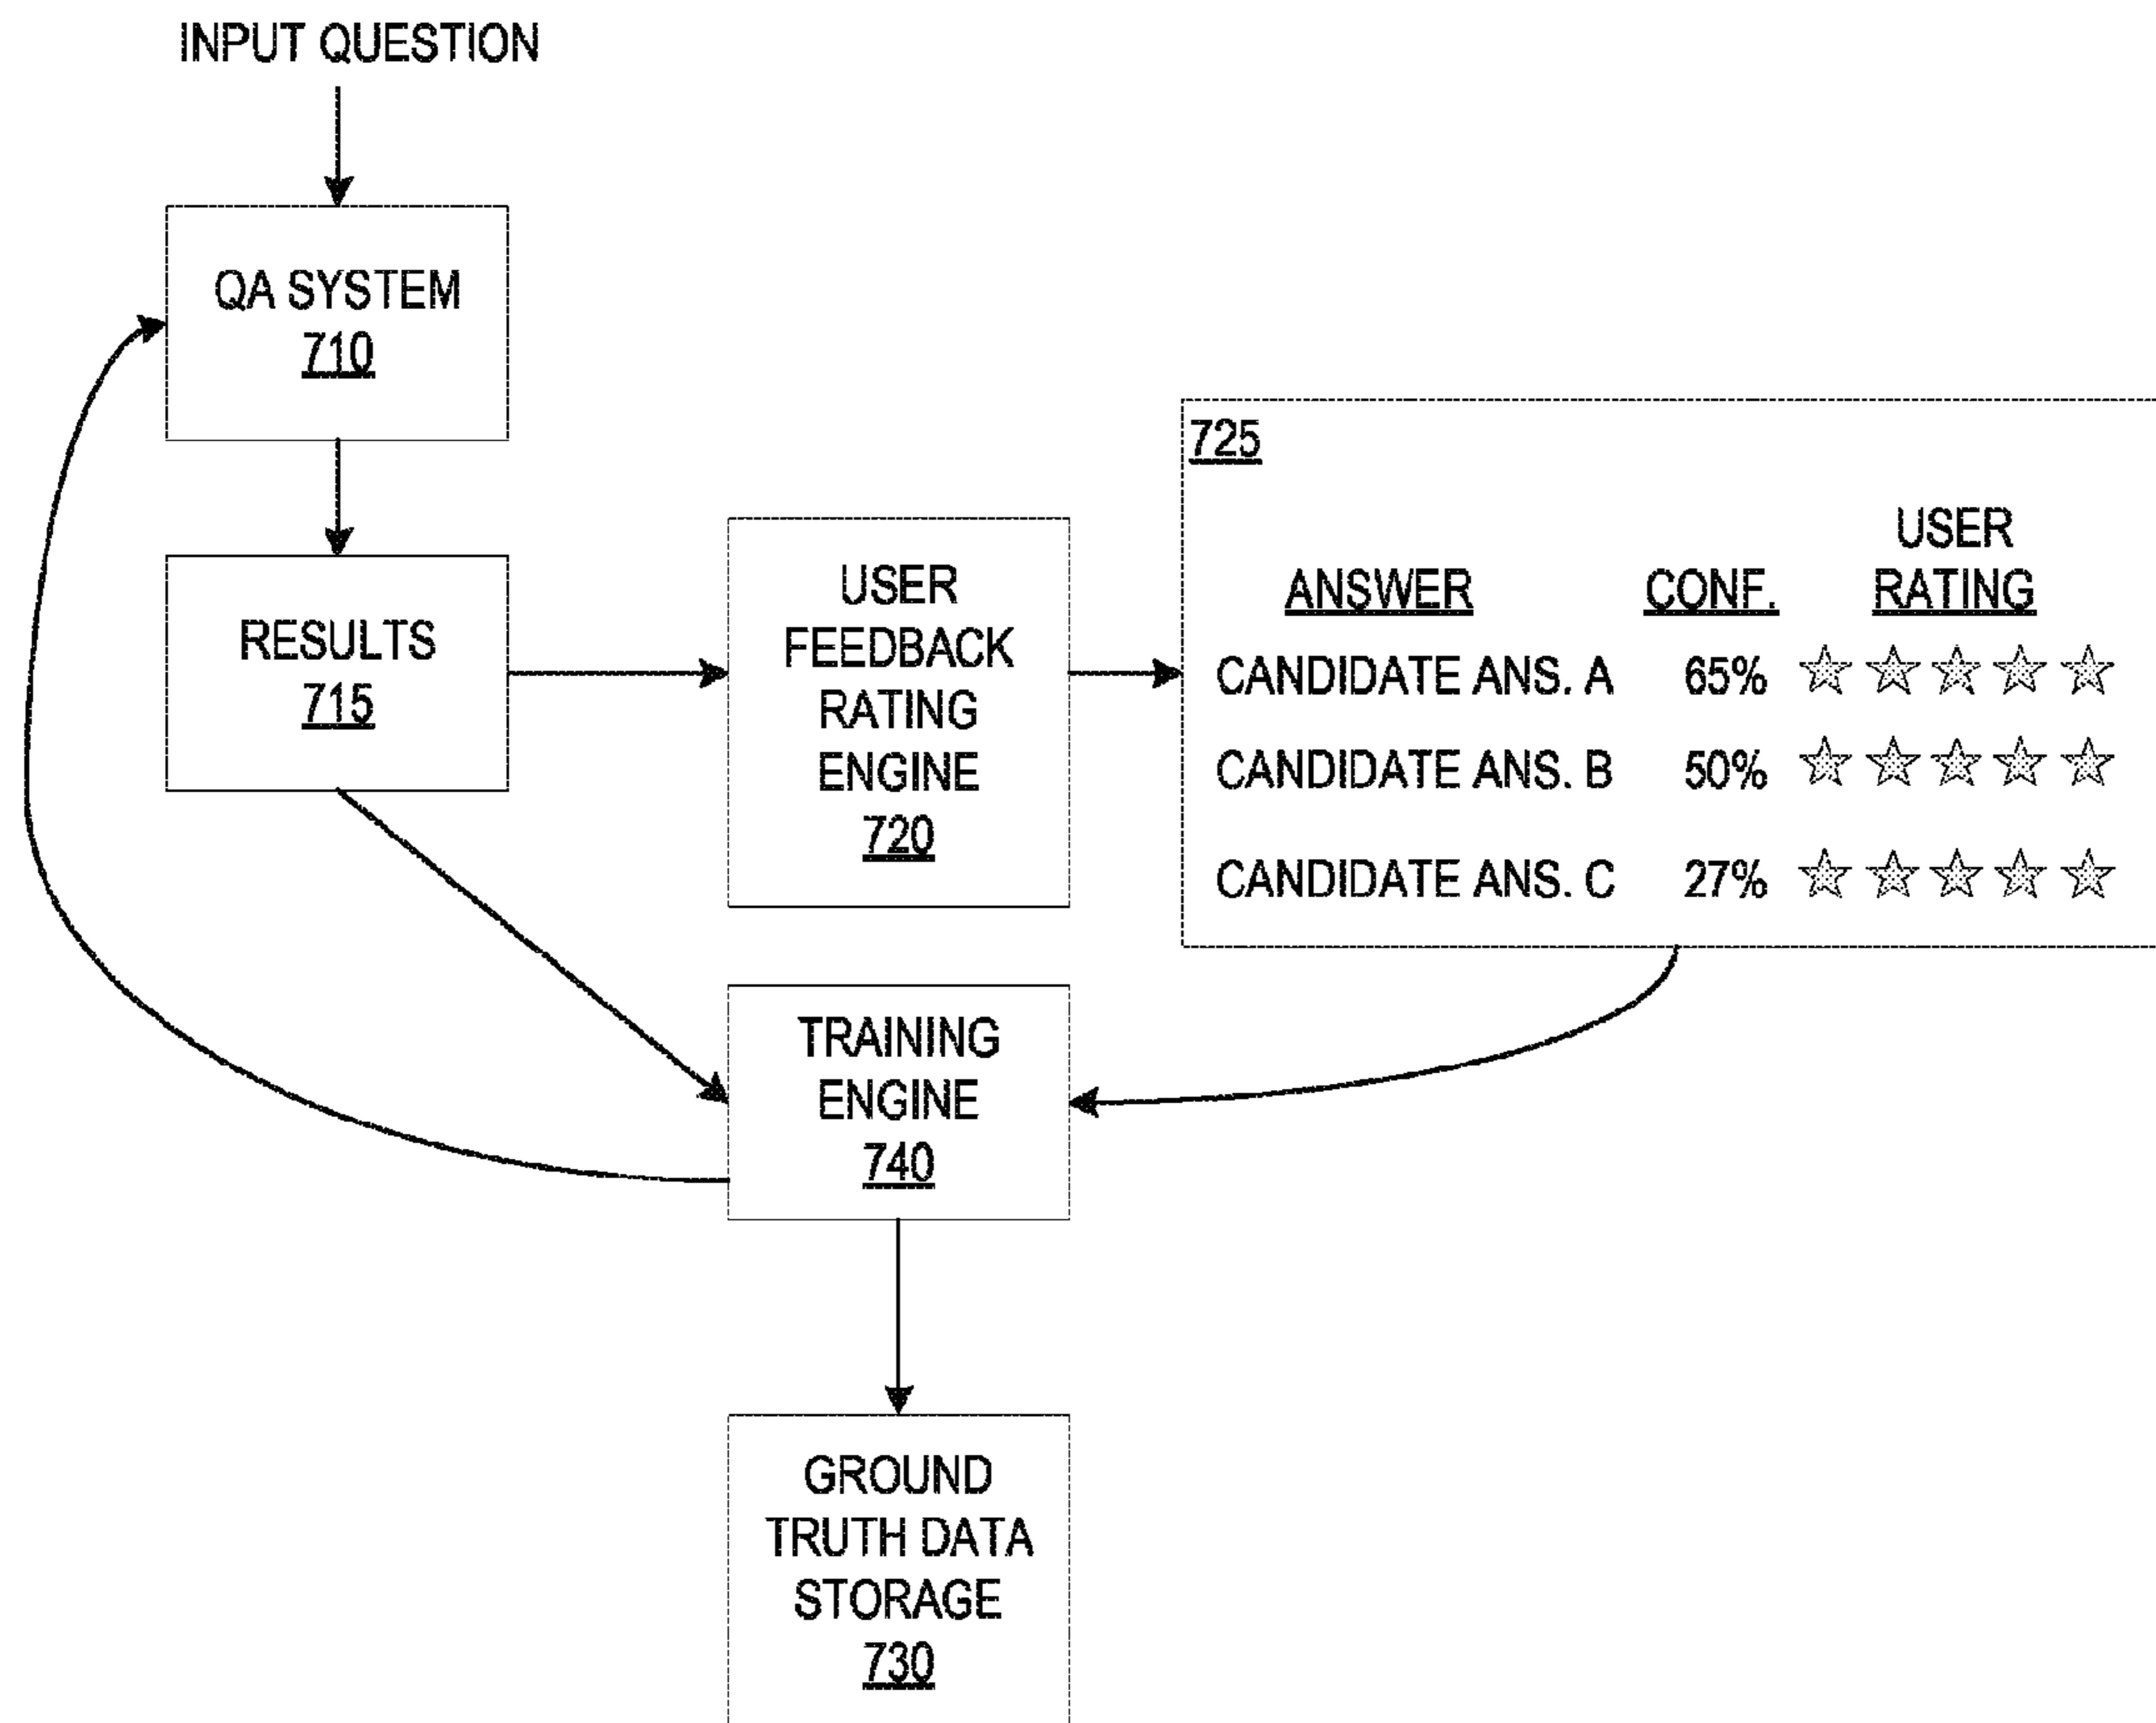 INPUT QUESTION
QA SYSTEM
710
RESULTS
715
USER
FEEDBACK
RATING
ENGINE
720
725
USER
ANSWER CONF. RATING
CANDIDATE ANS. A 65%
CANDIDATE ANS. B 50%
CANDIDATE ANS. C 27%
TRAINING
ENGINE
740
GROUND
TRUTH DATA
STORAGE
730